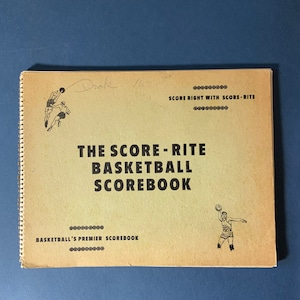 SCORE RIGHT WITH SCORE-RITE
THE SCORE-RITE
BASKETBALL
SCOREBOOK
BASKETBALL'S PREMIER SCOREBOOK